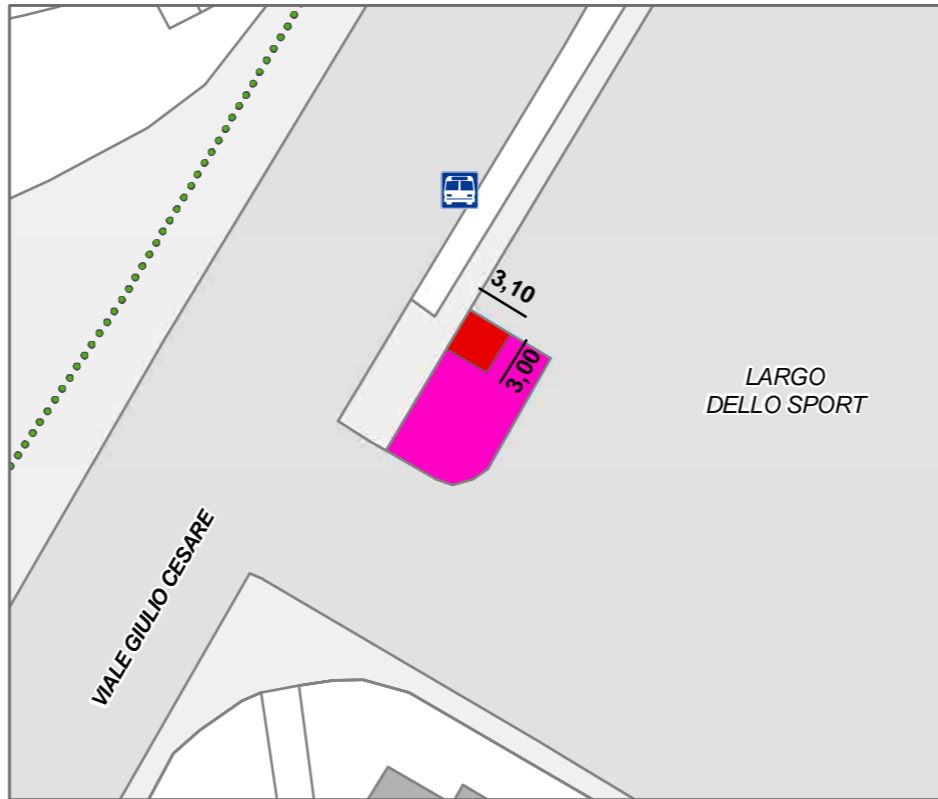 3,10
3,00
LARGO
DELLO SPORT
VIALE GIULIO CESARE